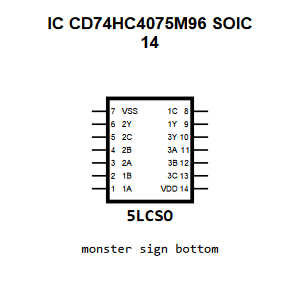 IC CD74HC4075M96 SOIC
14
7 VSS 1C 8
6 2Y 1Y 9
5 2C 3Y 10
4 2B 3A 11
3 2A 3B 12
2 1B 3C 13
1 1A VDD 14
5LCSO
monster sign bottom